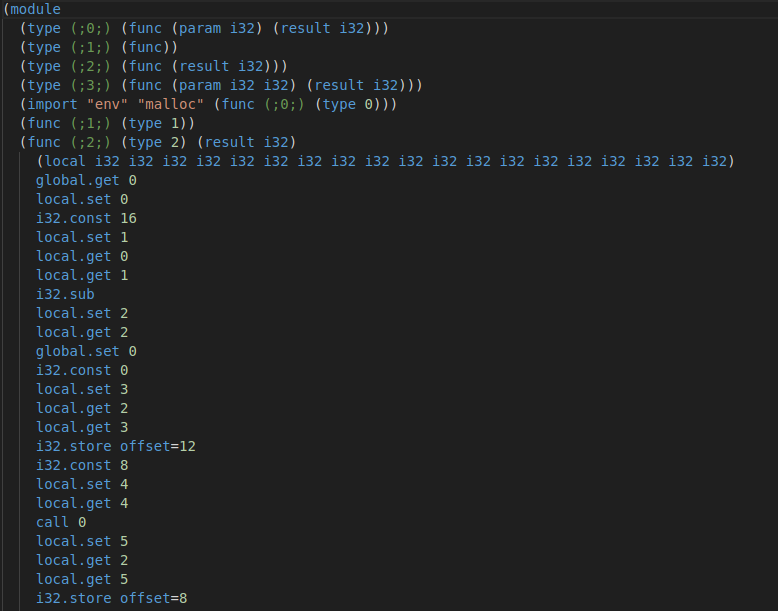 (module
(type (;0;) (func (param i32) (result i32)))
(type (;1;) (func))
(type (;2;) (func (result i32)))
(type (;3;) (func (param i32 i32) (result i32)))
(import "env" "malloc" (func (;0;) (type 0)))
(func (;1;) (type 1))
(func (;2;) (type 2) (result i32)
(local i32 i32 i32 i32 i32 i32 i32 i32 i32 i32 i32 i32 i32 i32 i32 i32 i32 i32 i32)
global.get 0
local.set 0
i32.const 16
local.set 1
local.get 0
local.get 1
i32.sub
local.set 2
local.get 2
global.set 0
i32.const 0
local.set 3
local.get 2
local.get 3
i32.store offset=12
i32.const 8
local.set 4
local.get 4
call 0
local.set 5
local.get 2
local.get 5
i32.store offset=8